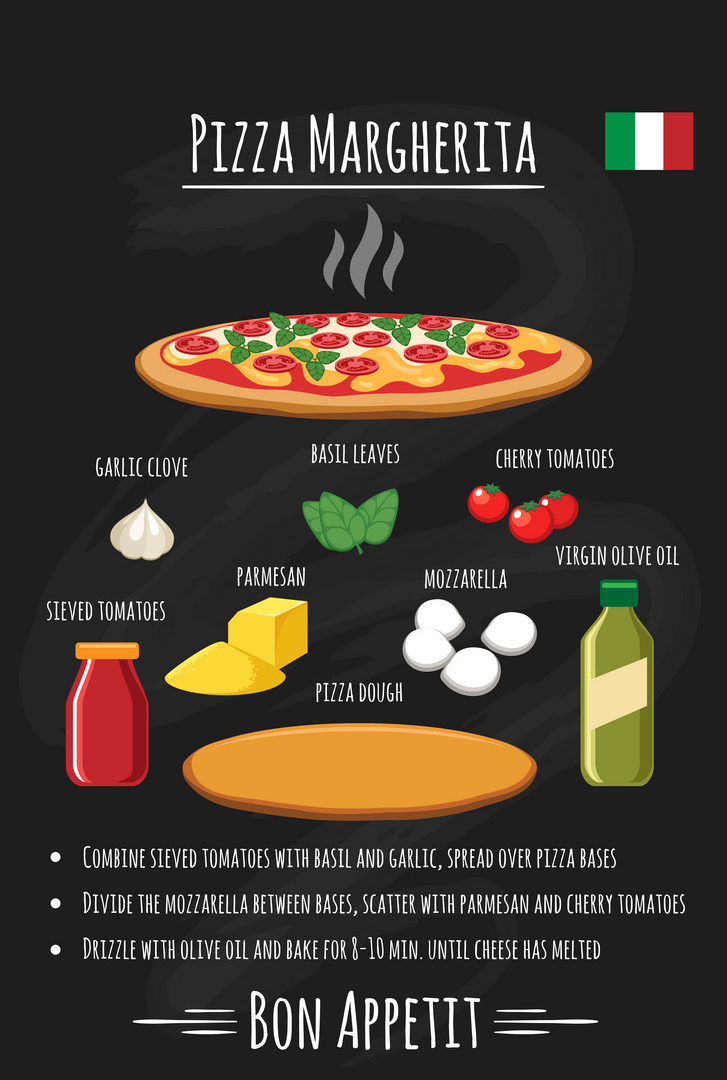 Pizza Margherita
GARLIC CLOVE
BASIL LEAVES
CHERRY TOMATOES
VIRGIN OLIVE OIL
PARMESAN
MOZZARELLA
SIEVED TOMATOES
PIZZA DOUGH
• Combine sieved tomatoes with basil and garlic, spread over pizza bases
• Divide the mozzarella between bases, scatter with parmesan and cherry tomatoes
• Drizzle with olive oil and bake for 8-10 min. until cheese has melted
Bon Appetit